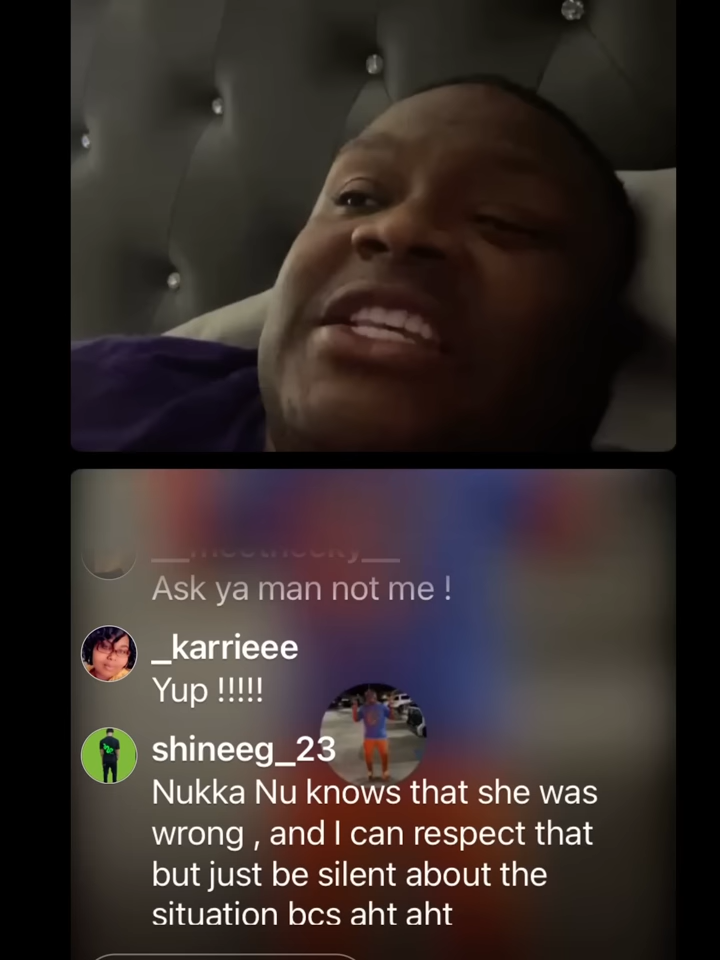 Ask ya man not me !
_karrieee
Yup !!!!!
shineeg_23
Nukka Nu knows that she was
wrong , and I can respect that
but just be silent about the
situation bcs aht aht